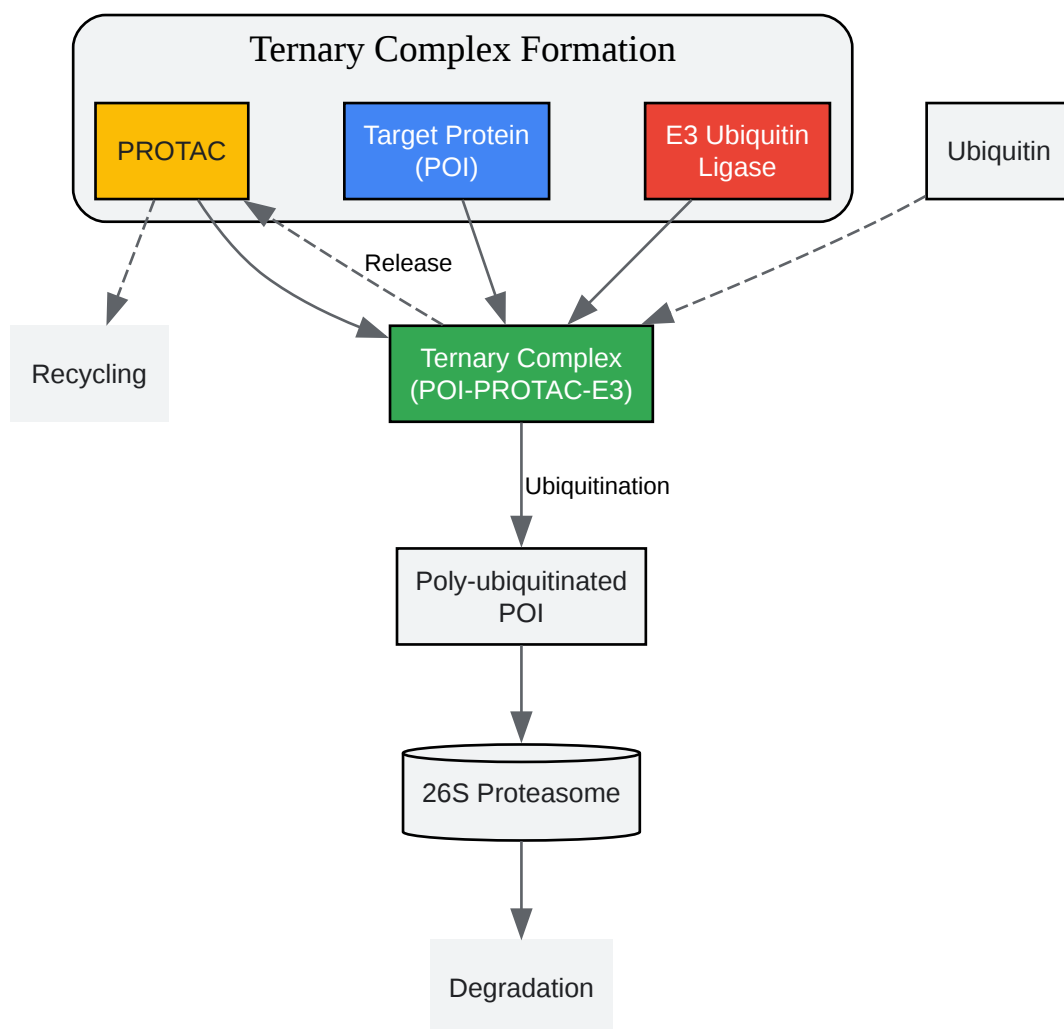 Ternary Complex Formation
PROTAC
Target Protein
(POI)
E3 Ubiquitin
Ligase
Ubiquitin
Release
Recycling
Ternary Complex
(POI-PROTAC-E3)
Ubiquitination
Poly-ubiquitinated
POI
26S Proteasome
Degradation